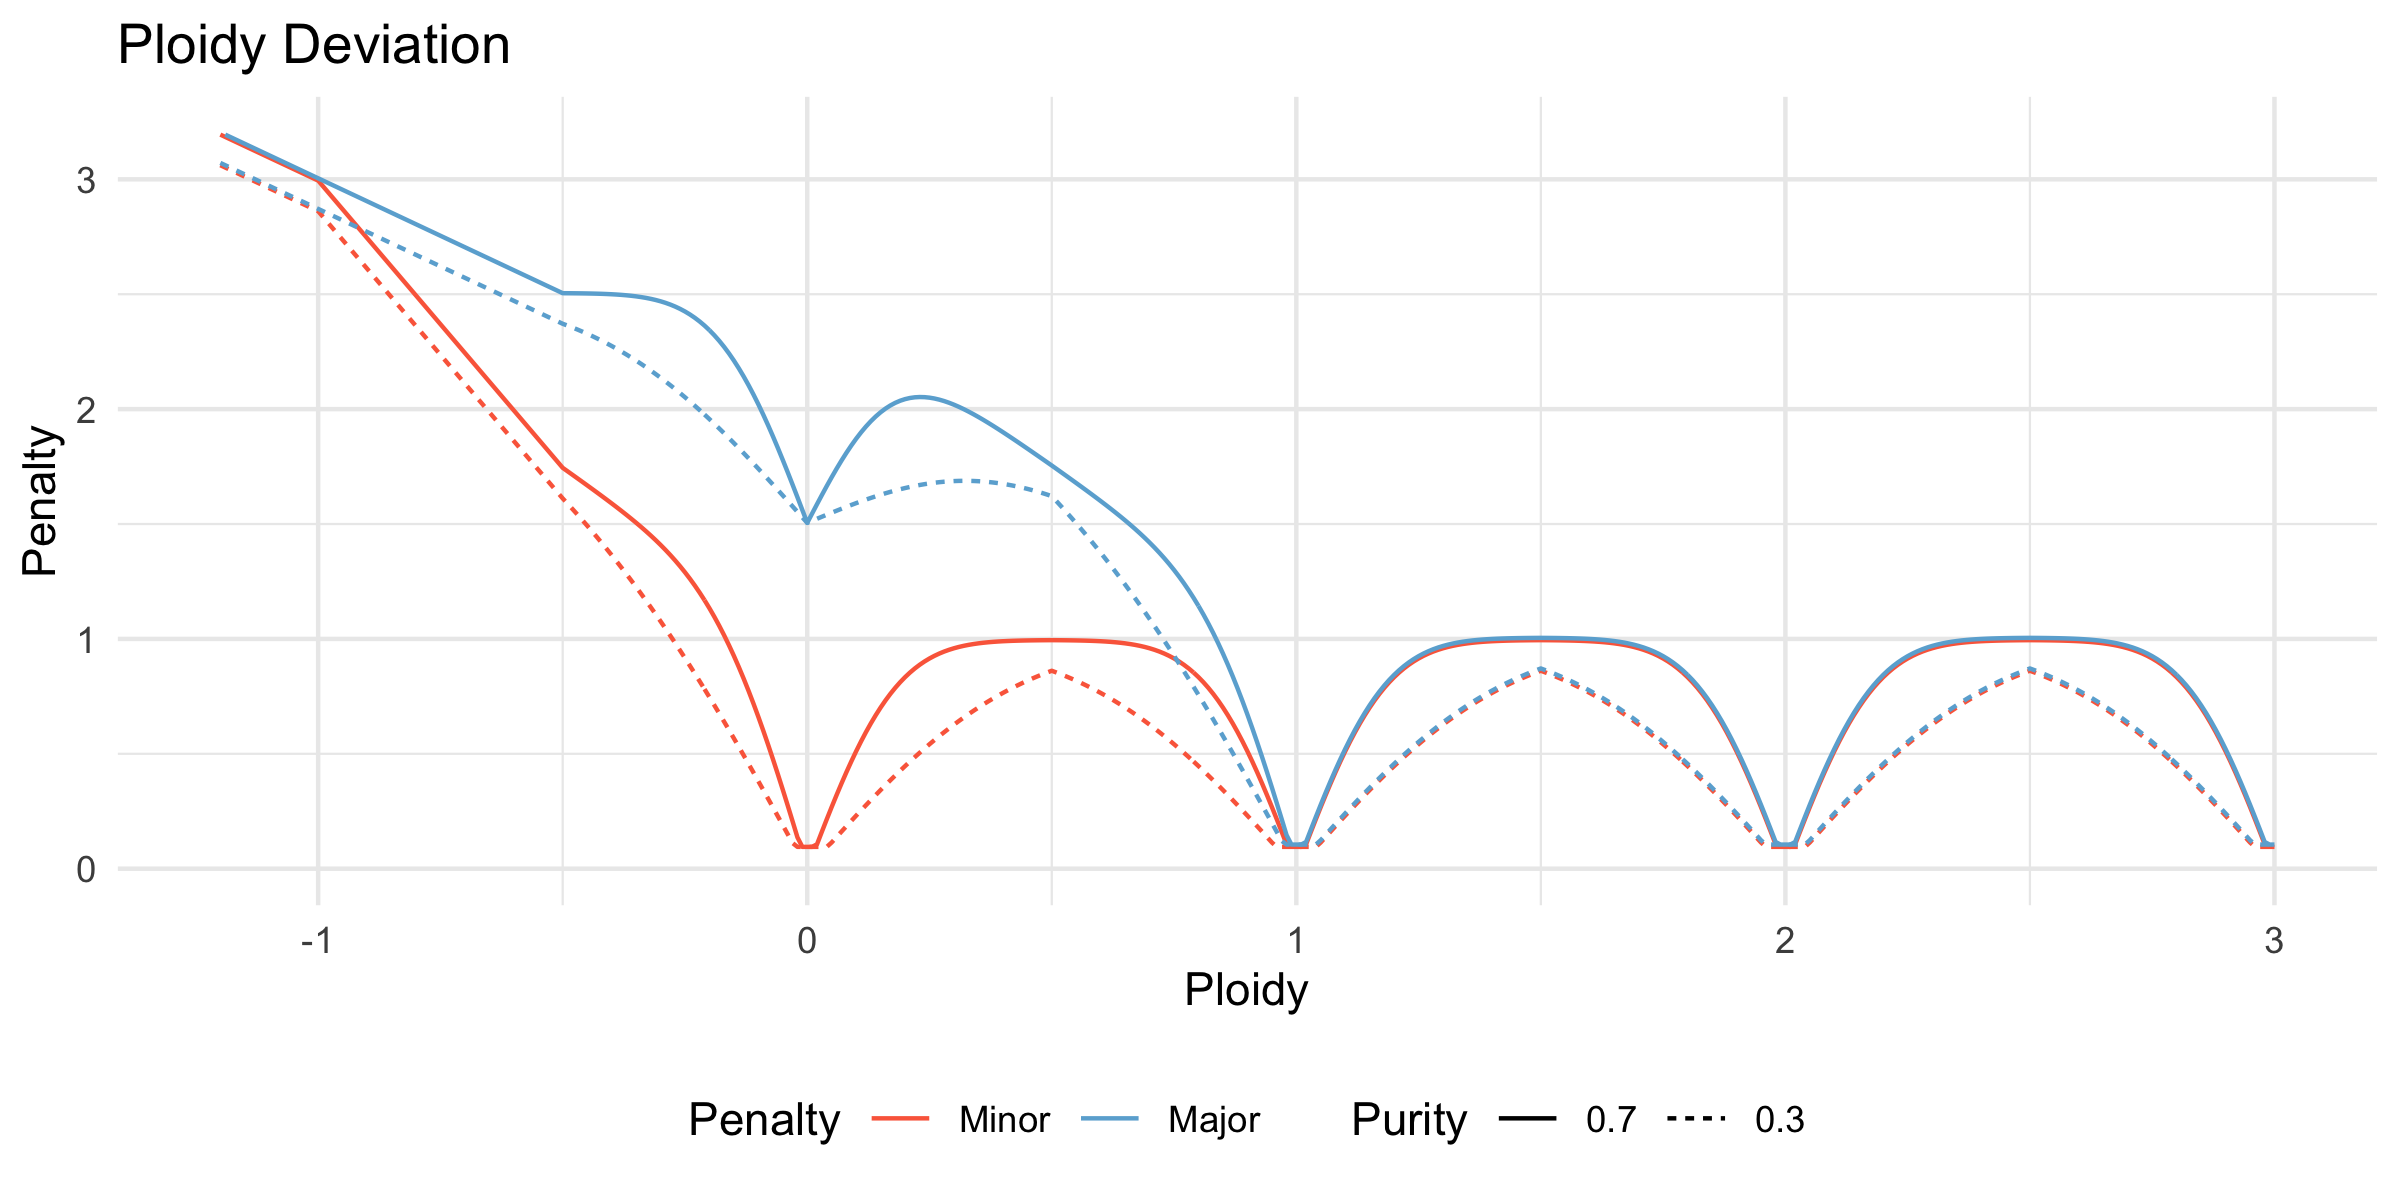 Ploidy Deviation
Penalty
3
2
1
0
-1 0 1 2 3
Ploidy
Penalty Minor Major Purity 0.7 0.3